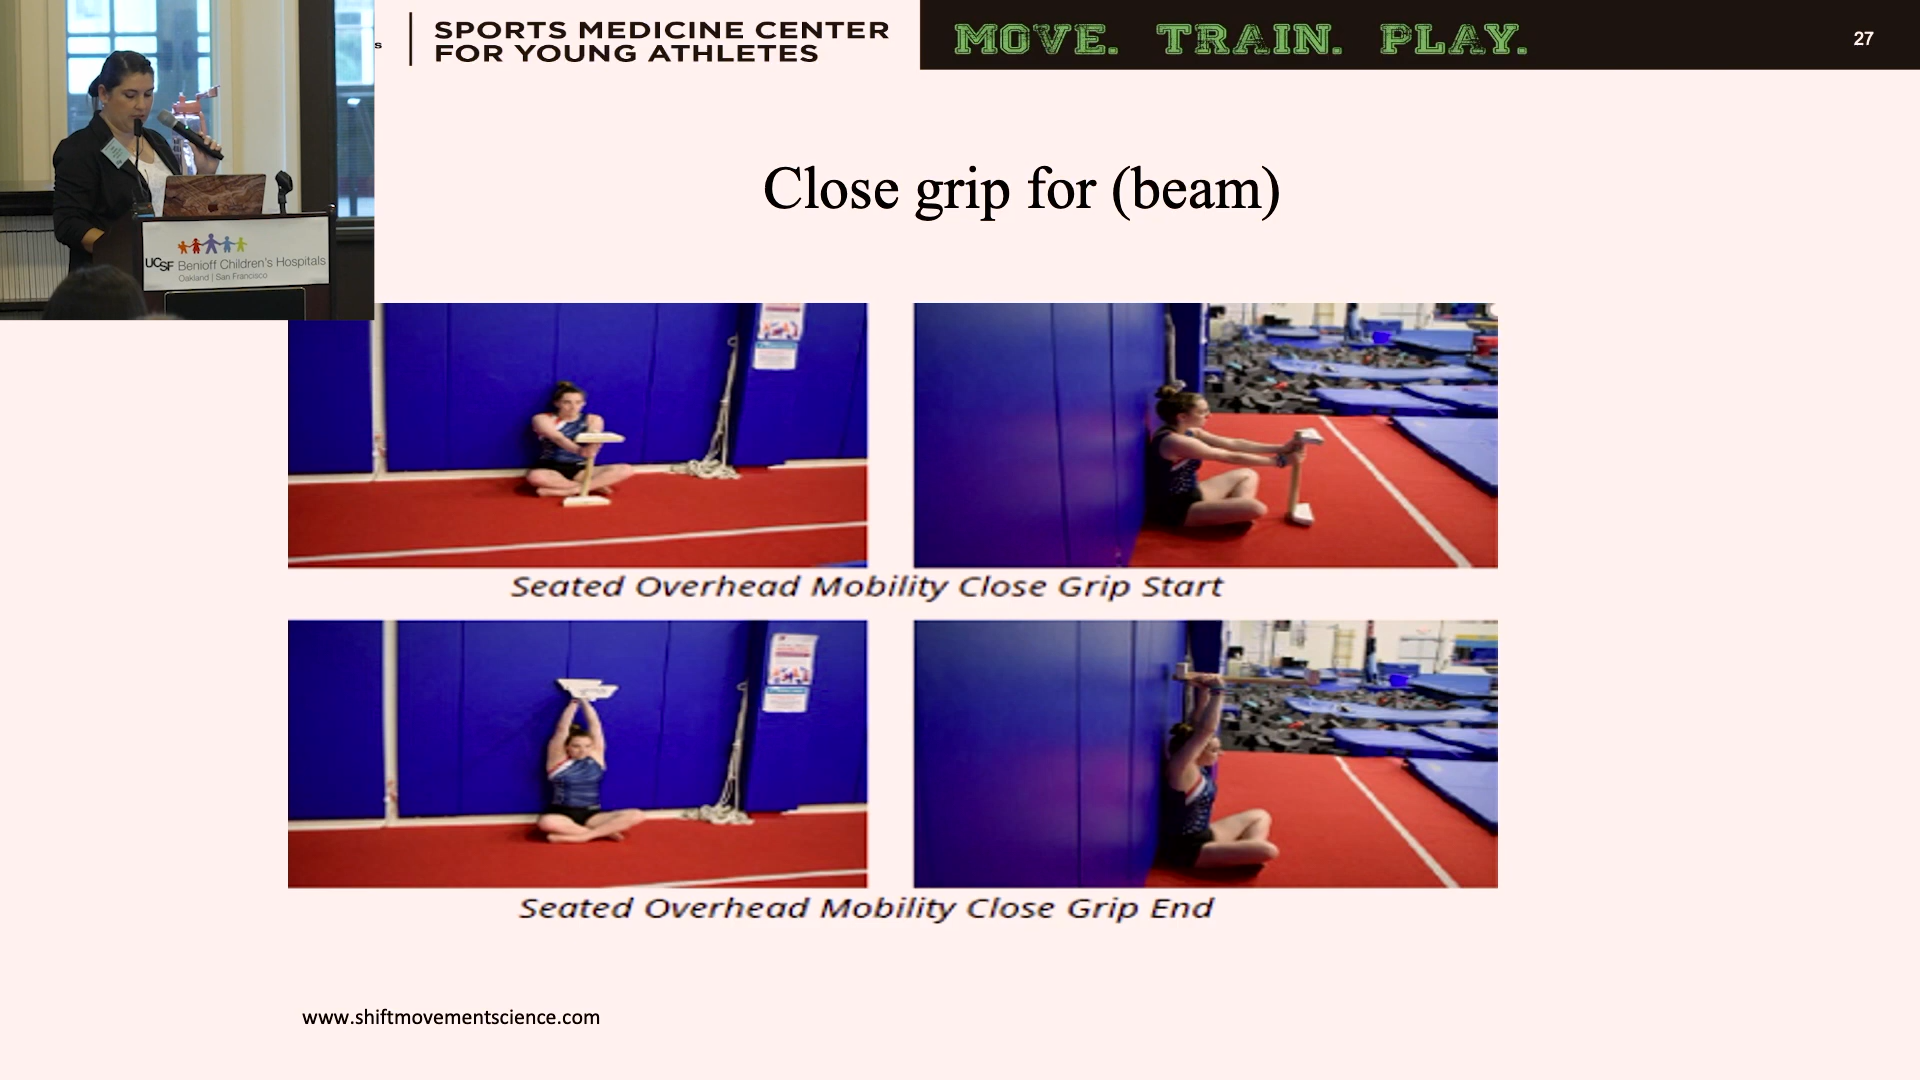 s
SPORTS MEDICINE CENTER
FOR YOUNG ATHLETES
MOVE. TRAIN. PLAY.
27
UCSF Benioff Children's Hospitals
Oakland | San Francisco
Close grip for (beam)
Seated Overhead Mobility Close Grip Start
Seated Overhead Mobility Close Grip End
www.shiftmovementscience.com